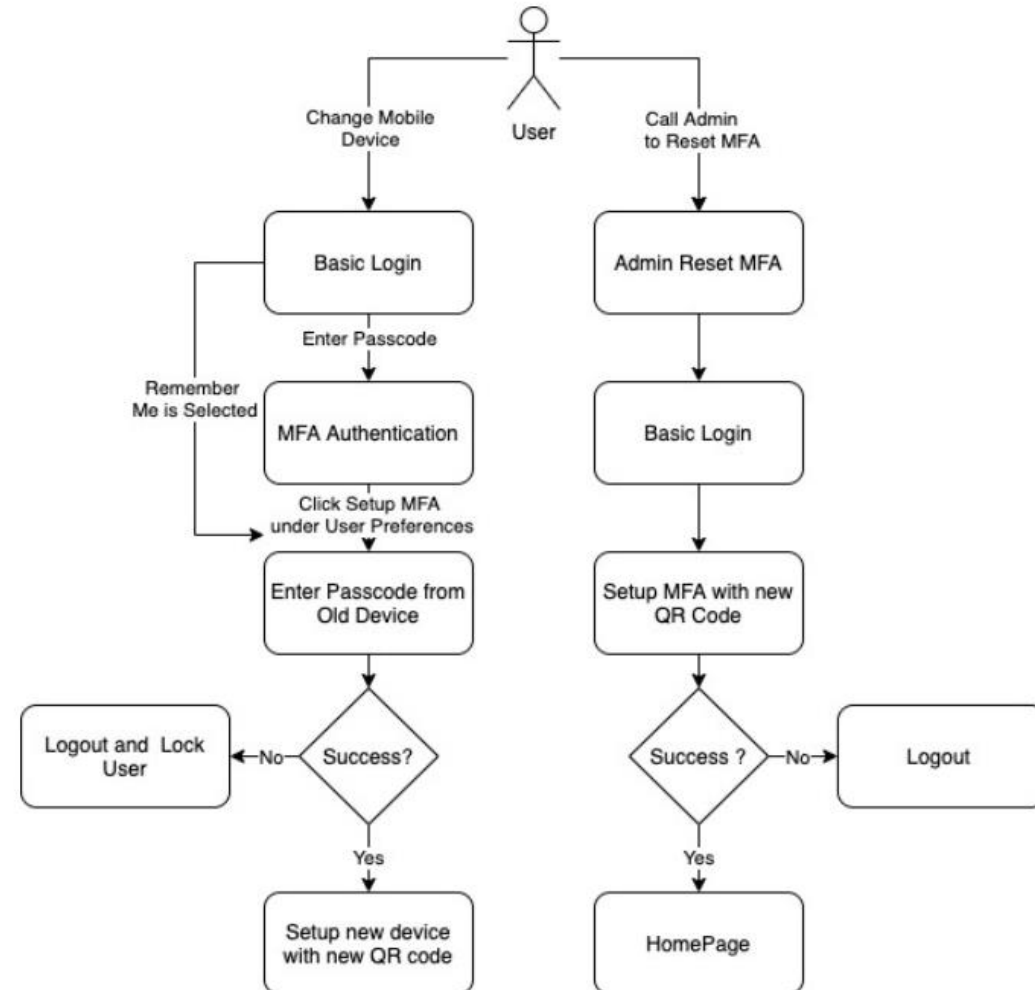 User
Change Mobile
Device
Call Admin
to Reset MFA
Basic Login
Admin Reset MFA
Enter Passcode
Remember
Me is Selected
MFA Authentication
Basic Login
Click Setup MFA
under User Preferences
Enter Passcode from
Old Device
Setup MFA with new
QR Code
Logout and Lock
User
No
Success?
Success ?
No
Logout
Yes
Yes
Setup new device
with new QR code
HomePage